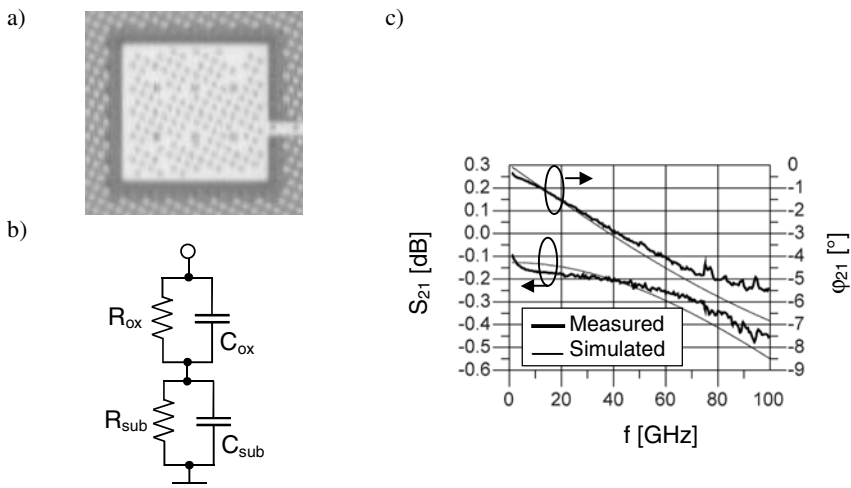 a)
b)
R_ox
C_ox
R_sub
C_sub
c)
S_21 [dB]
0.3
0.2
0.1
0.0
-0.1
-0.2
-0.3
-0.4
-0.5
-0.6
0
-1
-2
-3
-4
-5
-6
-7
-8
-9
φ_21 [°]
Measured
Simulated
0 20 40 60 80 100
f [GHz]